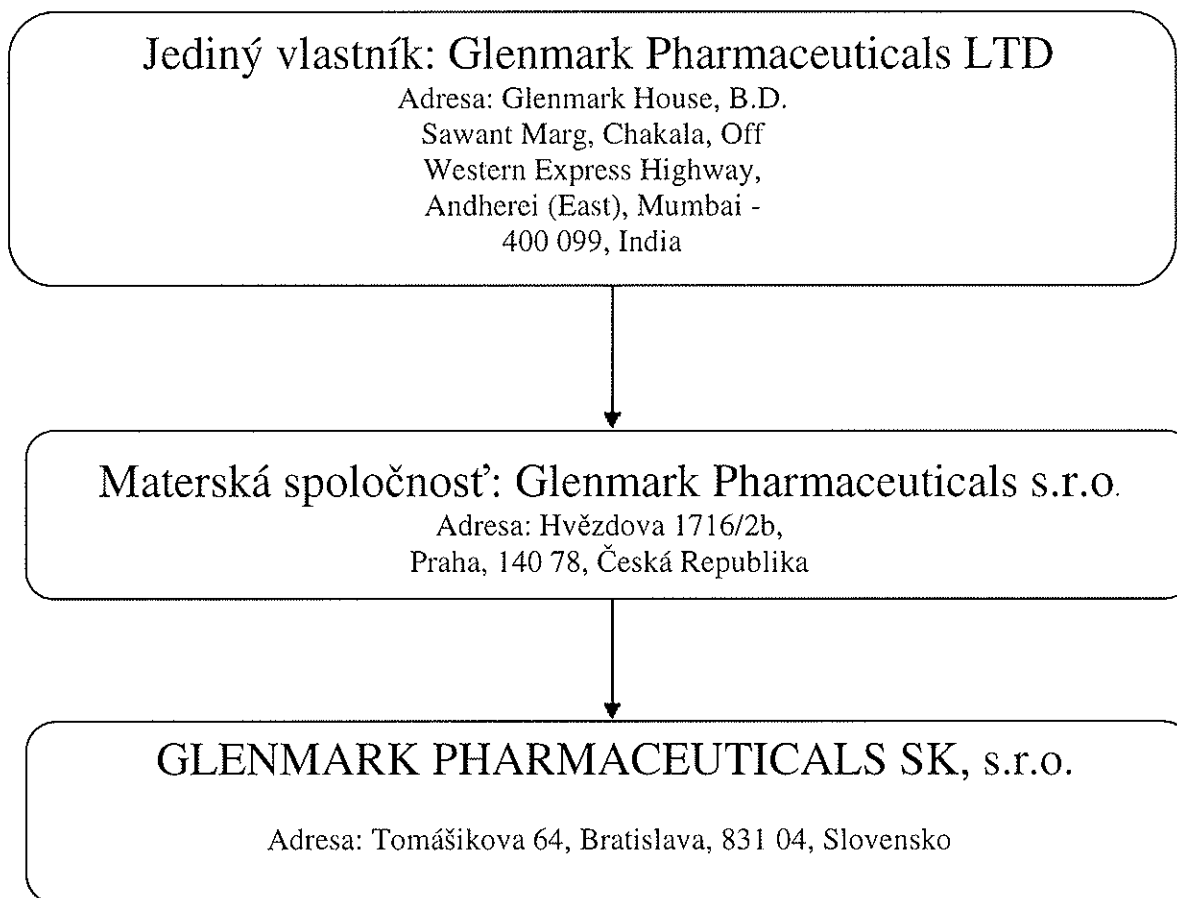 Jediný vlastník: Glenmark Pharmaceuticals LTD
Adresa: Glenmark House, B.D.
Sawant Marg, Chakala, Off
Western Express Highway,
Andherei (East), Mumbai -
400 099, India
Materská spoločnosť: Glenmark Pharmaceuticals s.r.o.
Adresa: Hvězdova 1716/2b,
Praha, 140 78, Česká Republika
GLENMARK PHARMACEUTICALS SK, s.r.o.
Adresa: Tomášikova 64, Bratislava, 831 04, Slovensko